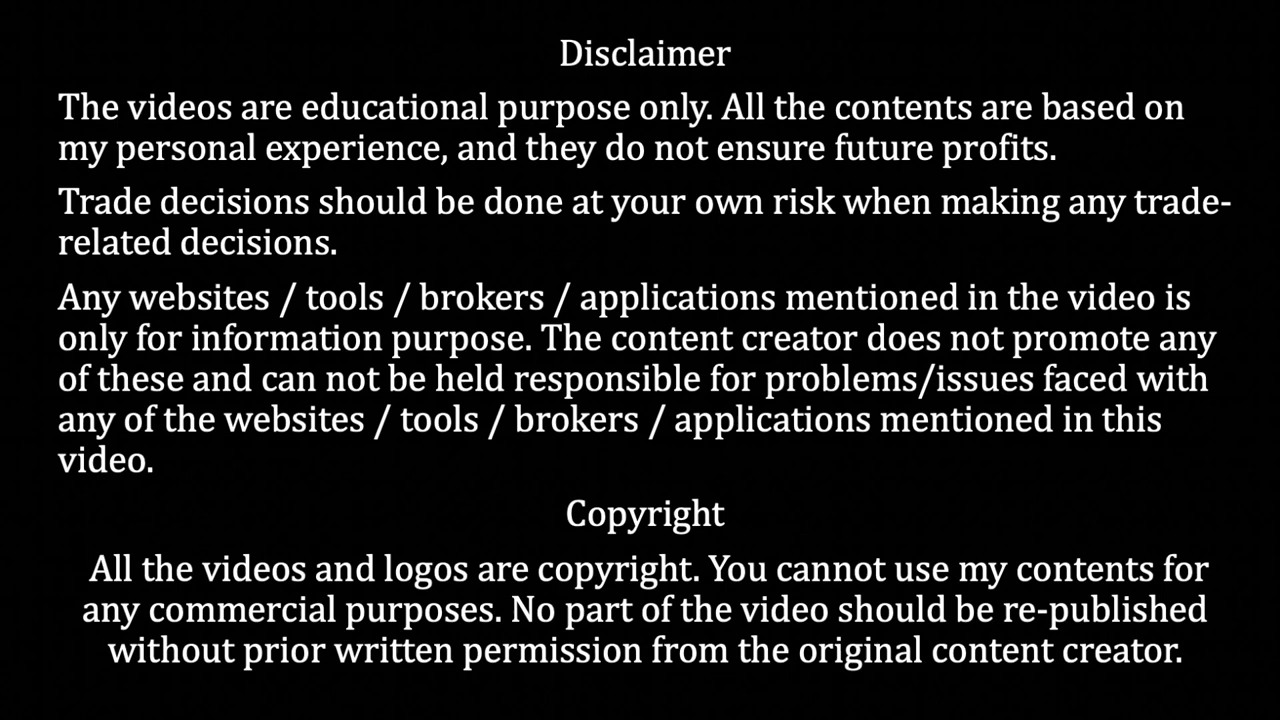 Disclaimer
The videos are educational purpose only. All the contents are based on
my personal experience, and they do not ensure future profits.
Trade decisions should be done at your own risk when making any trade-
related decisions.
Any websites / tools / brokers / applications mentioned in the video is
only for information purpose. The content creator does not promote any
of these and can not be held responsible for problems/issues faced with
any of the websites / tools / brokers / applications mentioned in this
video.
Copyright
All the videos and logos are copyright. You cannot use my contents for
any commercial purposes. No part of the video should be re-published
without prior written permission from the original content creator.